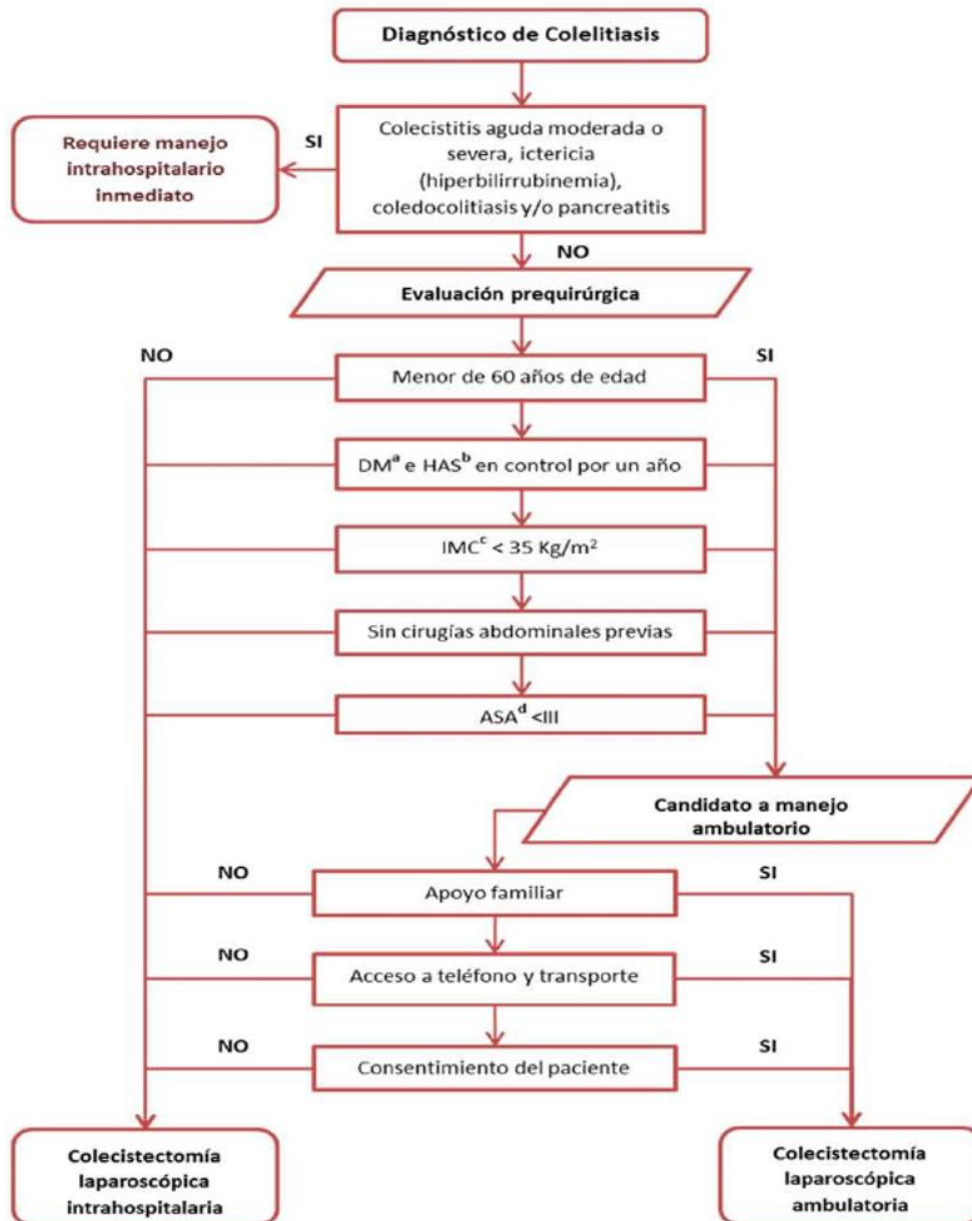 Diagnóstico de Colelitiasis
Colecistitis aguda moderada o
severa, ictericia
(hiperbilirrubinemia),
coledocolitiasis y/o pancreatitis
SI
Requiere manejo
intrahospitalario
inmediato
NO
Evaluación prequirúrgica
NO
SI
Menor de 60 años de edad
DMᵃ e HASᵇ en control por un año
IMCᶜ < 35 Kg/m²
Sin cirugías abdominales previas
ASAᵈ <III
Candidato a manejo
ambulatorio
NO
Apoyo familiar
SI
NO
Acceso a teléfono y transporte
SI
NO
Consentimiento del paciente
SI
Colecistectomía
laparoscópica
intrahospitalaria
Colecistectomía
laparoscópica
ambulatoria